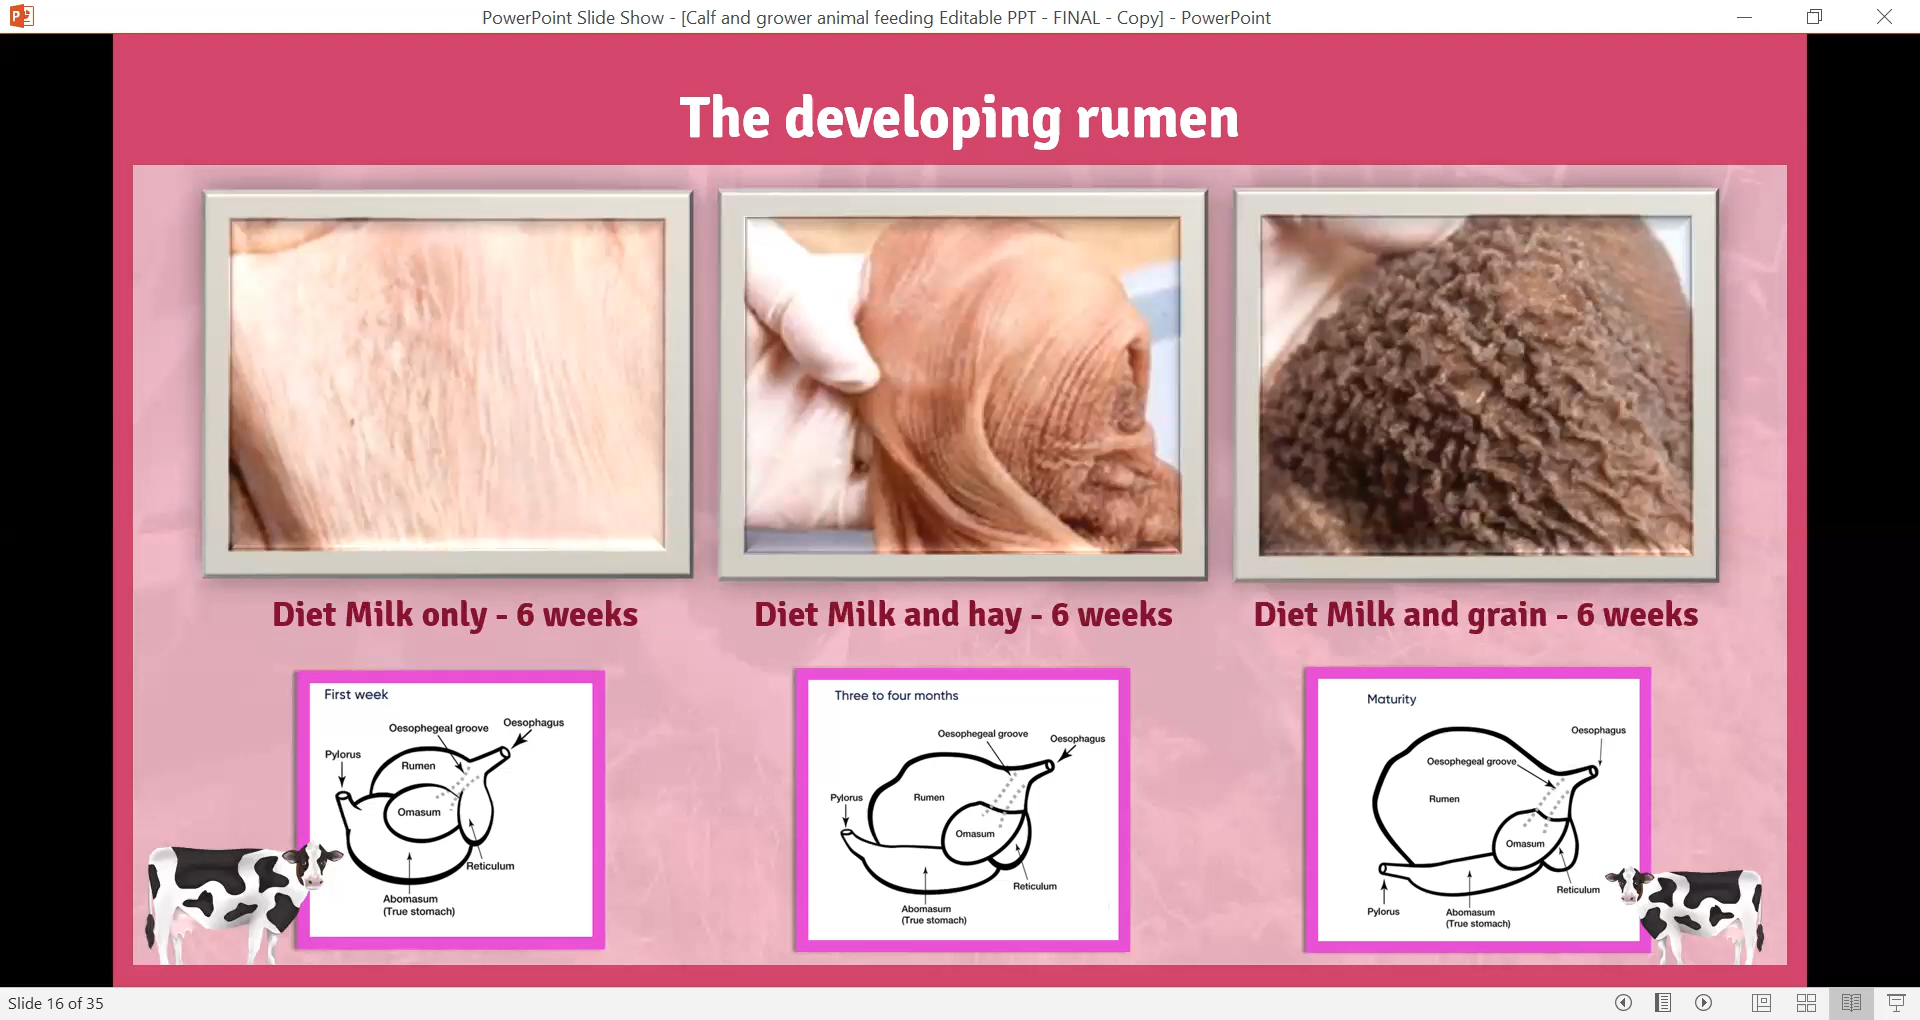 PowerPoint Slide Show - [Calf and grower animal feeding Editable PPT - FINAL - Copy] - PowerPoint
The developing rumen
Diet Milk only - 6 weeks
Diet Milk and hay - 6 weeks
Diet Milk and grain - 6 weeks
First week
Oesophegeal groove
Oesophagus
Pylorus
Rumen
Omasum
Reticulum
Abomasum
(True stomach)
Three to four months
Oesophegeal groove
Oesophagus
Pylorus
Rumen
Omasum
Reticulum
Abomasum
(True stomach)
Maturity
Oesophagus
Oesophegeal groove
Rumen
Omasum
Reticulum
Pylorus
Abomasum
(True stomach)
Slide 16 of 35